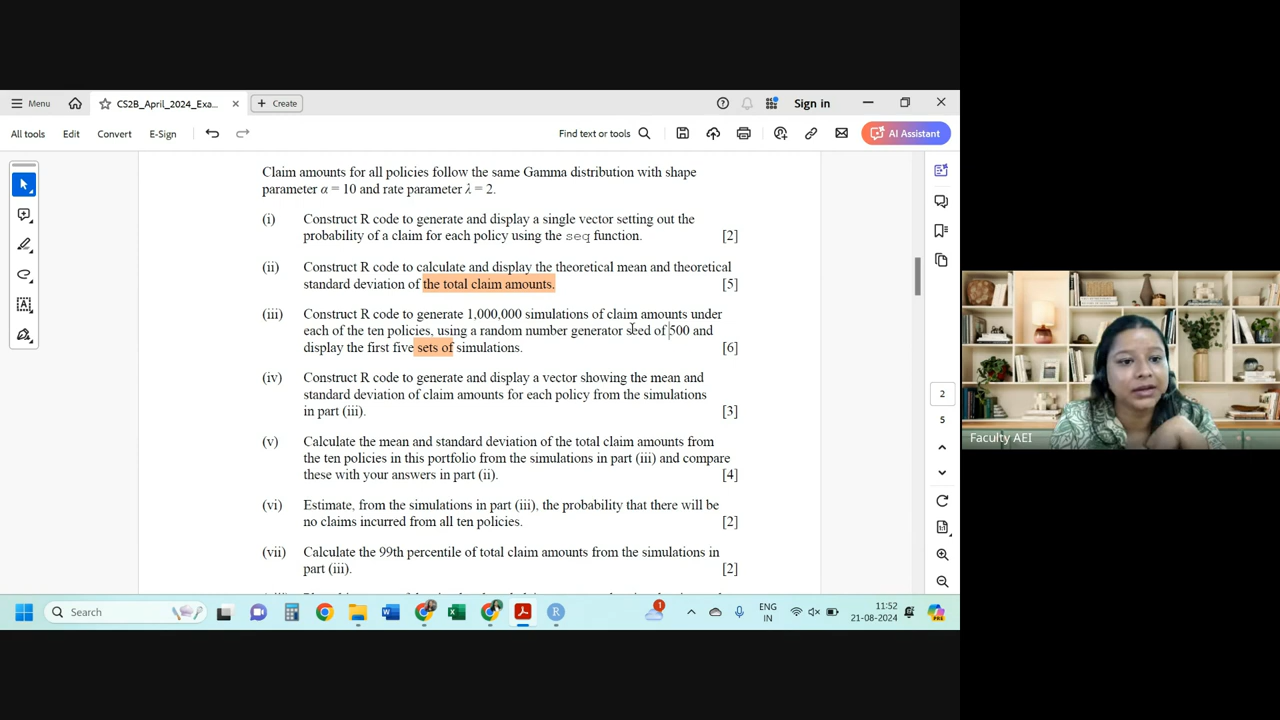 Menu
CS2B_April_2024_Exa...
Create
Sign in
All tools
Edit
Convert
E-Sign
Find text or tools
AI Assistant
Claim amounts for all policies follow the same Gamma distribution with shape
parameter α = 10 and rate parameter λ = 2.
(i) Construct R code to generate and display a single vector setting out the
probability of a claim for each policy using the seq function. [2]
(ii) Construct R code to calculate and display the theoretical mean and theoretical
standard deviation of the total claim amounts. [5]
(iii) Construct R code to generate 1,000,000 simulations of claim amounts under
each of the ten policies, using a random number generator seed of 500 and
display the first five sets of simulations. [6]
(iv) Construct R code to generate and display a vector showing the mean and
standard deviation of claim amounts for each policy from the simulations
in part (iii). [3]
(v) Calculate the mean and standard deviation of the total claim amounts from
the ten policies in this portfolio from the simulations in part (iii) and compare
these with your answers in part (ii). [4]
(vi) Estimate, from the simulations in part (iii), the probability that there will be
no claims incurred from all ten policies. [2]
(vii) Calculate the 99th percentile of total claim amounts from the simulations in
part (iii). [2]
2
5
Faculty AEI
Search
1
ENG
IN
11:52
21-08-2024